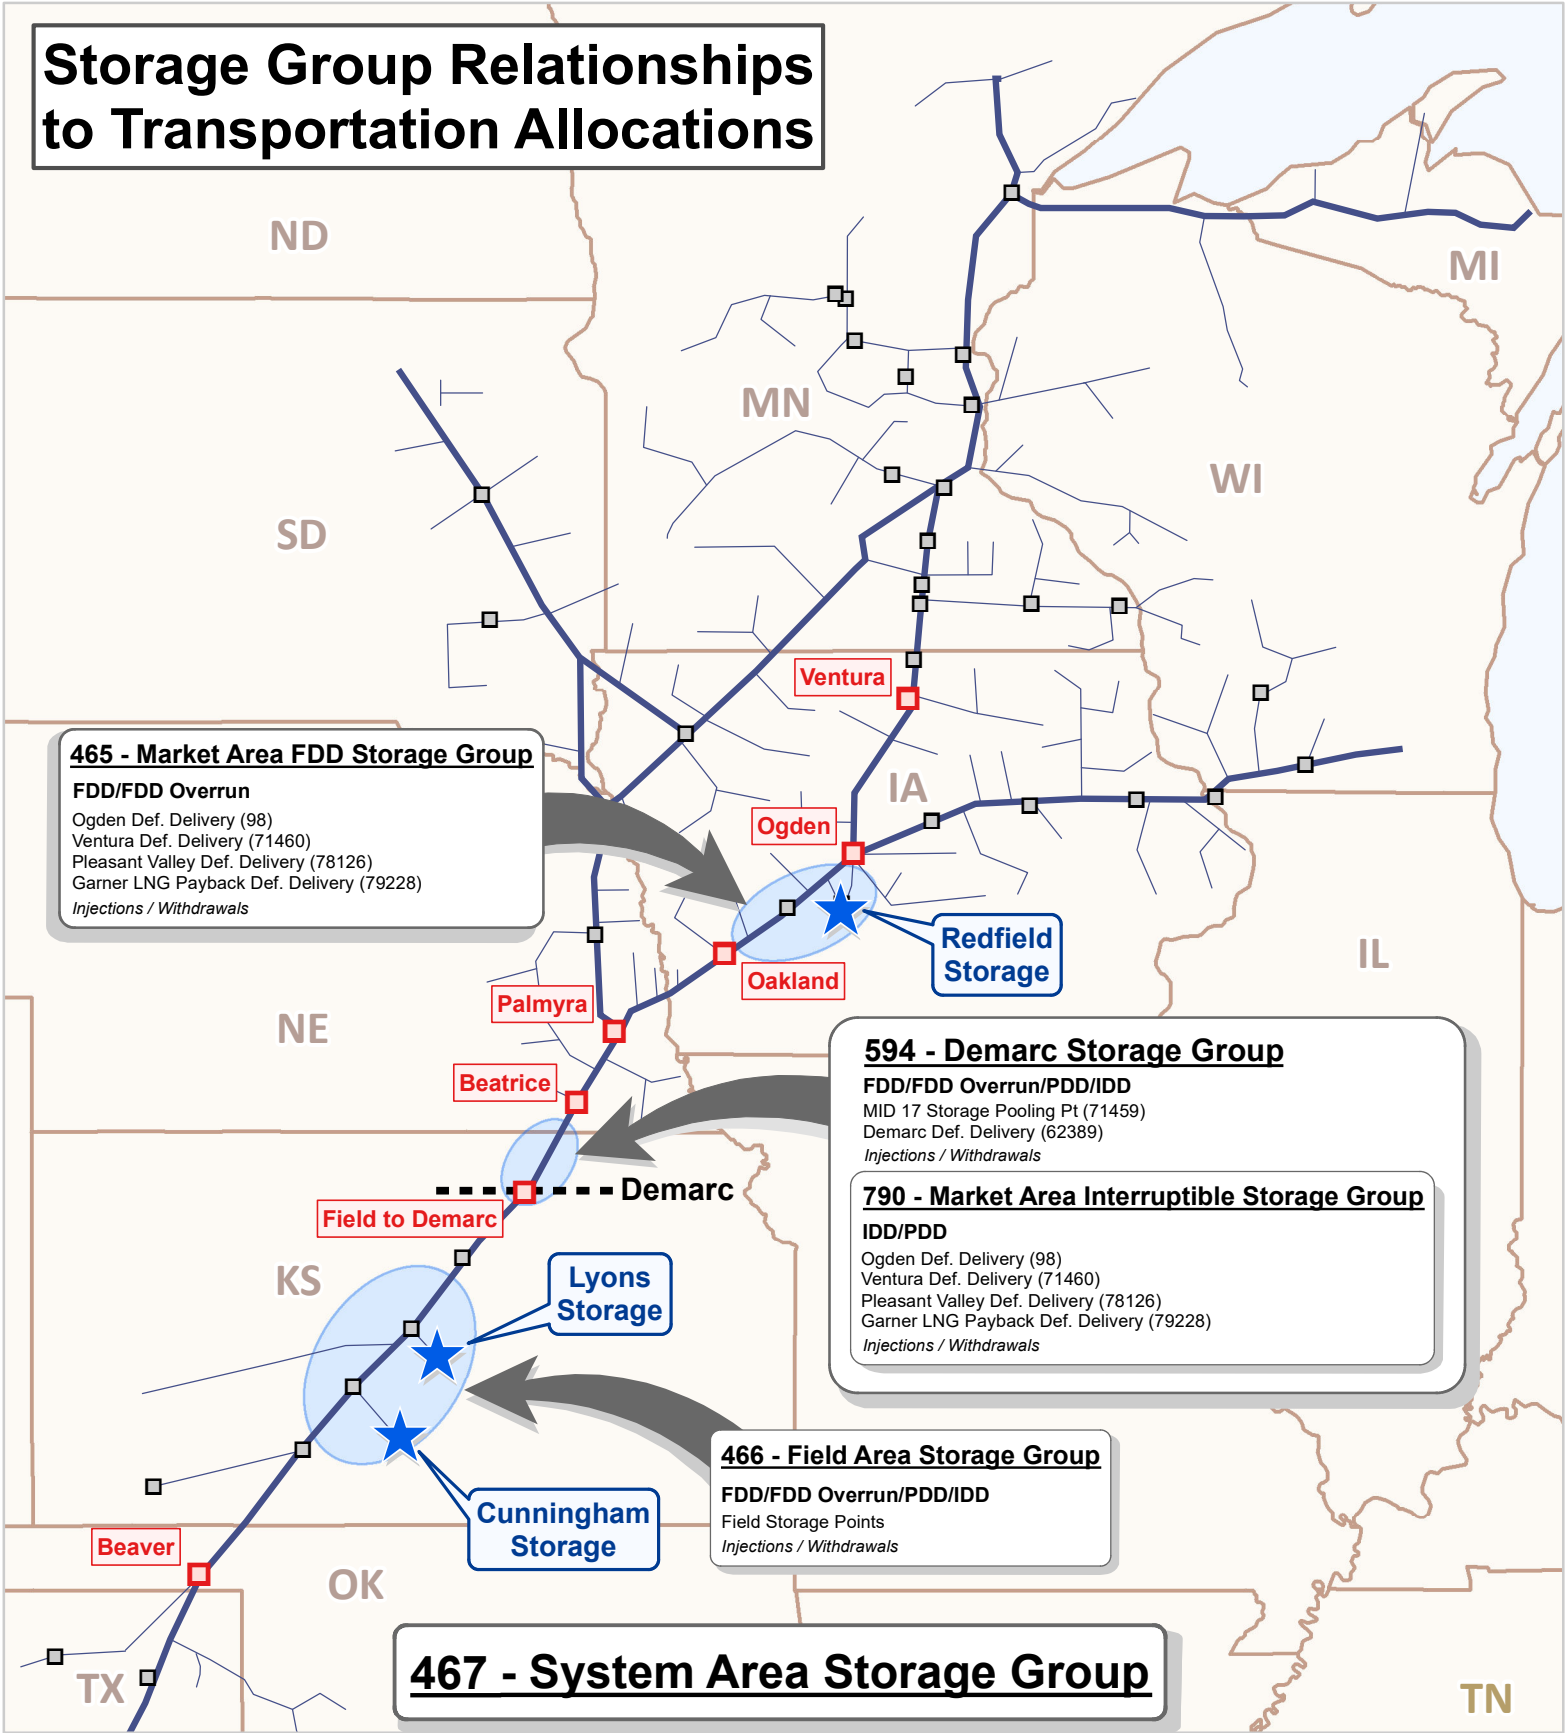 Storage Group Relationships
to Transportation Allocations
ND
MI
MN
WI
SD
Ventura
465 - Market Area FDD Storage Group
FDD/FDD Overrun
Ogden Def. Delivery (98)
Ventura Def. Delivery (71460)
Pleasant Valley Def. Delivery (78126)
Garner LNG Payback Def. Delivery (79228)
Injections / Withdrawals
IA
Ogden
Redfield
Storage
IL
Oakland
Palmyra
NE
Beatrice
594 - Demarc Storage Group
FDD/FDD Overrun/PDD/IDD
MID 17 Storage Pooling Pt (71459)
Demarc Def. Delivery (62389)
Injections / Withdrawals
790 - Market Area Interruptible Storage Group
IDD/PDD
Ogden Def. Delivery (98)
Ventura Def. Delivery (71460)
Pleasant Valley Def. Delivery (78126)
Garner LNG Payback Def. Delivery (79228)
Injections / Withdrawals
Demarc
Field to Demarc
KS
Lyons
Storage
466 - Field Area Storage Group
FDD/FDD Overrun/PDD/IDD
Field Storage Points
Injections / Withdrawals
Cunningham
Storage
Beaver
OK
467 - System Area Storage Group
TX
TN